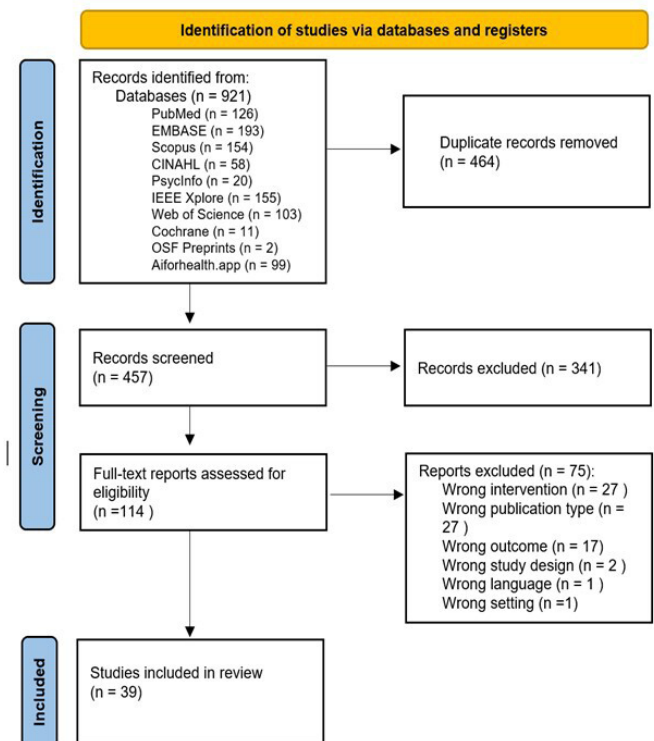 Identification of studies via databases and registers
Identification
Records identified from:
Databases (n = 921)
PubMed (n = 126)
EMBASE (n = 193)
Scopus (n = 154)
CINAHL (n = 58)
PsycInfo (n = 20)
IEEE Xplore (n = 155)
Web of Science (n = 103)
Cochrane (n = 11)
OSF Preprints (n = 2)
Aiforhealth.app (n = 99)
Duplicate records removed
(n = 464)
Screening
Records screened
(n = 457)
Records excluded (n = 341)
Full-text reports assessed for
eligibility
(n =114 )
Reports excluded (n = 75):
Wrong intervention (n = 27 )
Wrong publication type (n =
27 )
Wrong outcome (n = 17)
Wrong study design (n = 2 )
Wrong language (n = 1 )
Wrong setting (n =1)
Included
Studies included in review
(n = 39)